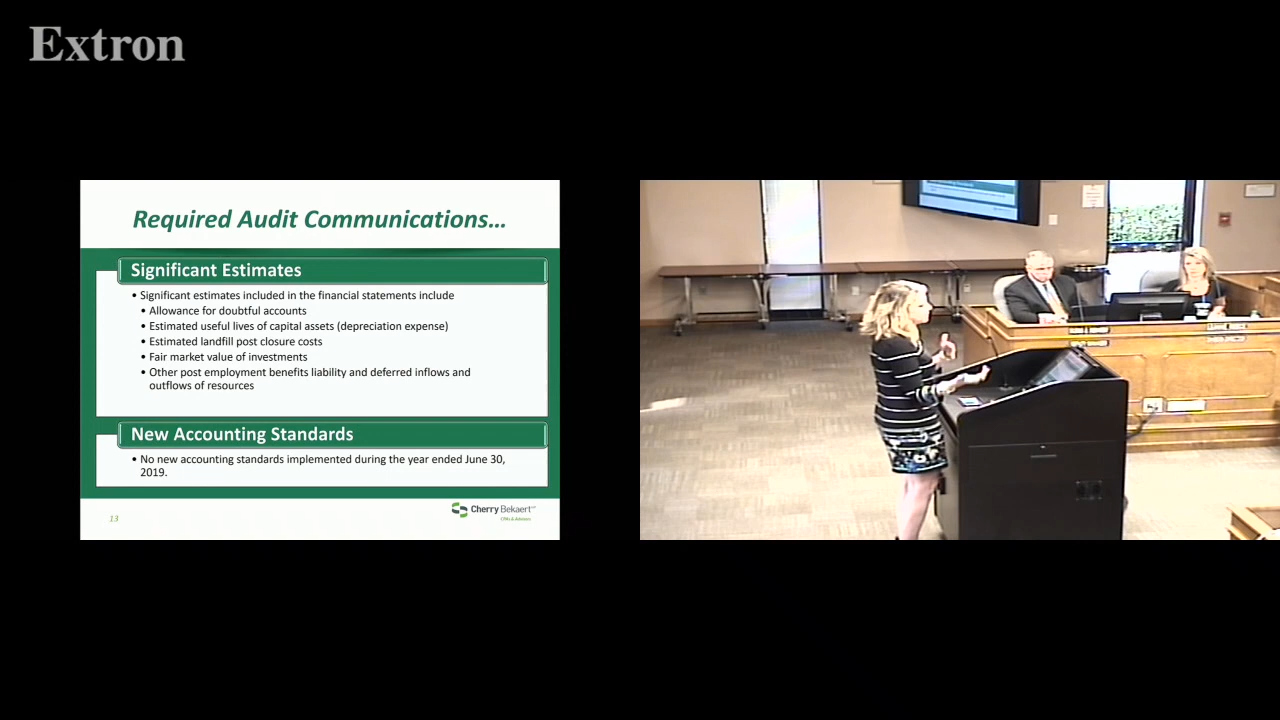 Extron
Required Audit Communications...
Significant Estimates
• Significant estimates included in the financial statements include
• Allowance for doubtful accounts
• Estimated useful lives of capital assets (depreciation expense)
• Estimated landfill post closure costs
• Fair market value of investments
• Other post employment benefits liability and deferred inflows and
outflows of resources
New Accounting Standards
• No new accounting standards implemented during the year ended June 30,
2019.
13
Cherry Bekaert LLP
CPAs & Advisors